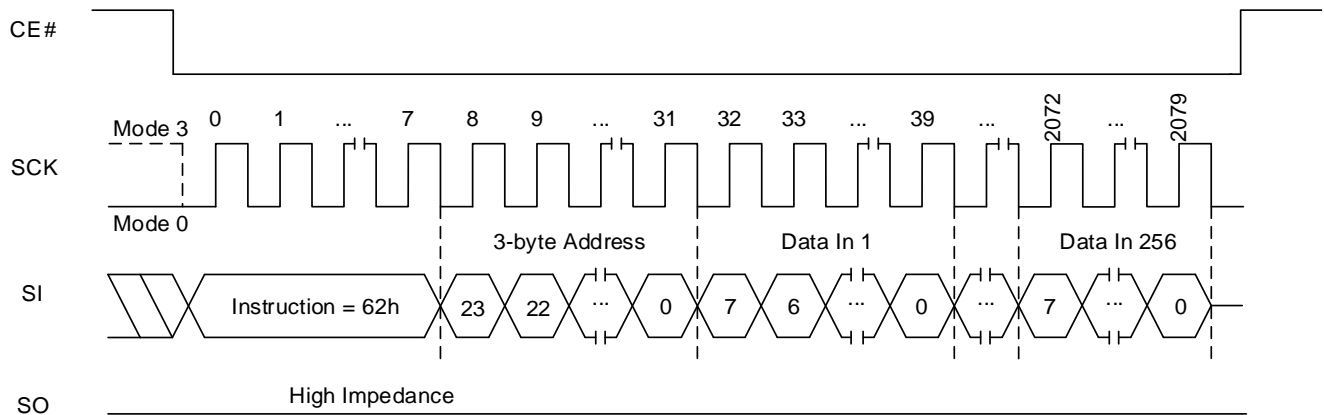 CE#
Mode 3 0 1 ... 7 8 9 ... 31 32 33 ... 39 ... 2072 ... 2079
SCK
Mode 0
3-byte Address Data In 1 Data In 256
SI Instruction = 62h 23 22 ... 0 7 6 ... 0 ... 7 ... 0
High Impedance
SO